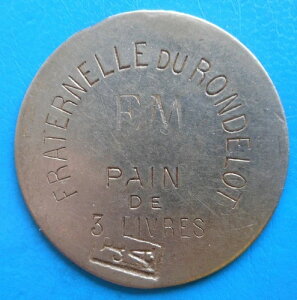 FRATERNELLE DU RONDELOT
FM
PAIN
DE
3 LIVRES